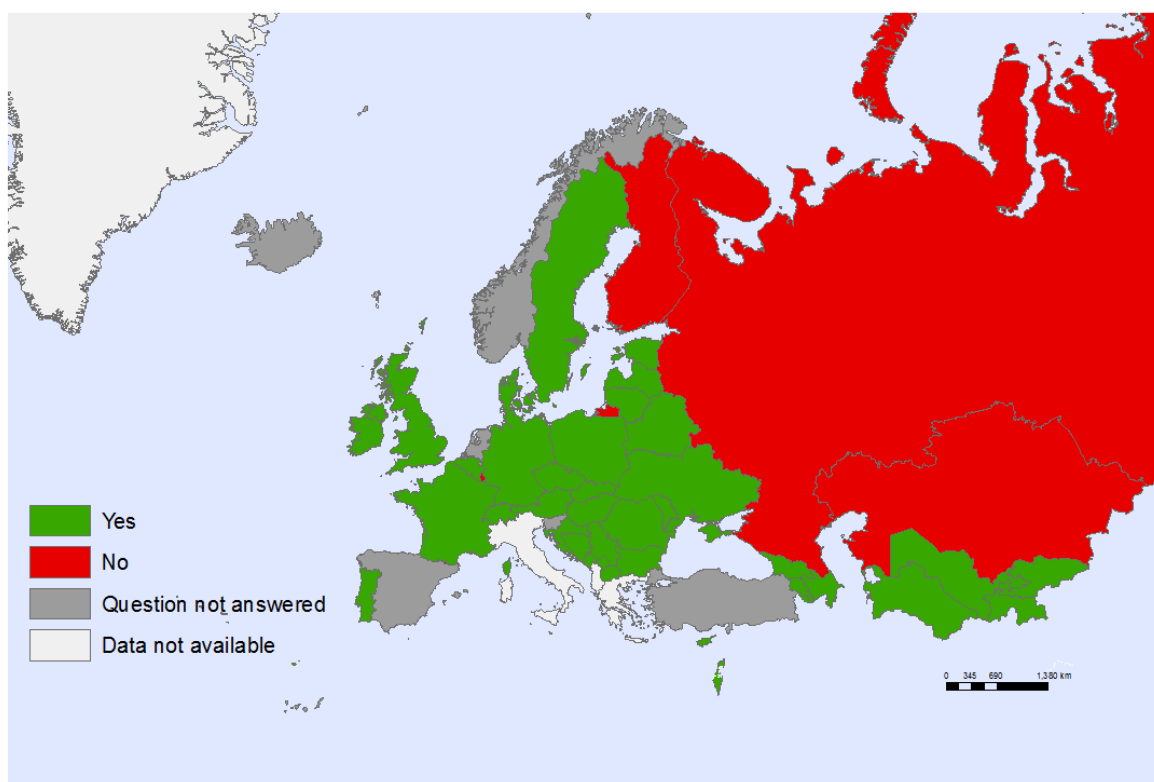 Yes
No
Question not answered
Data not available
0 345 690 1,380 km